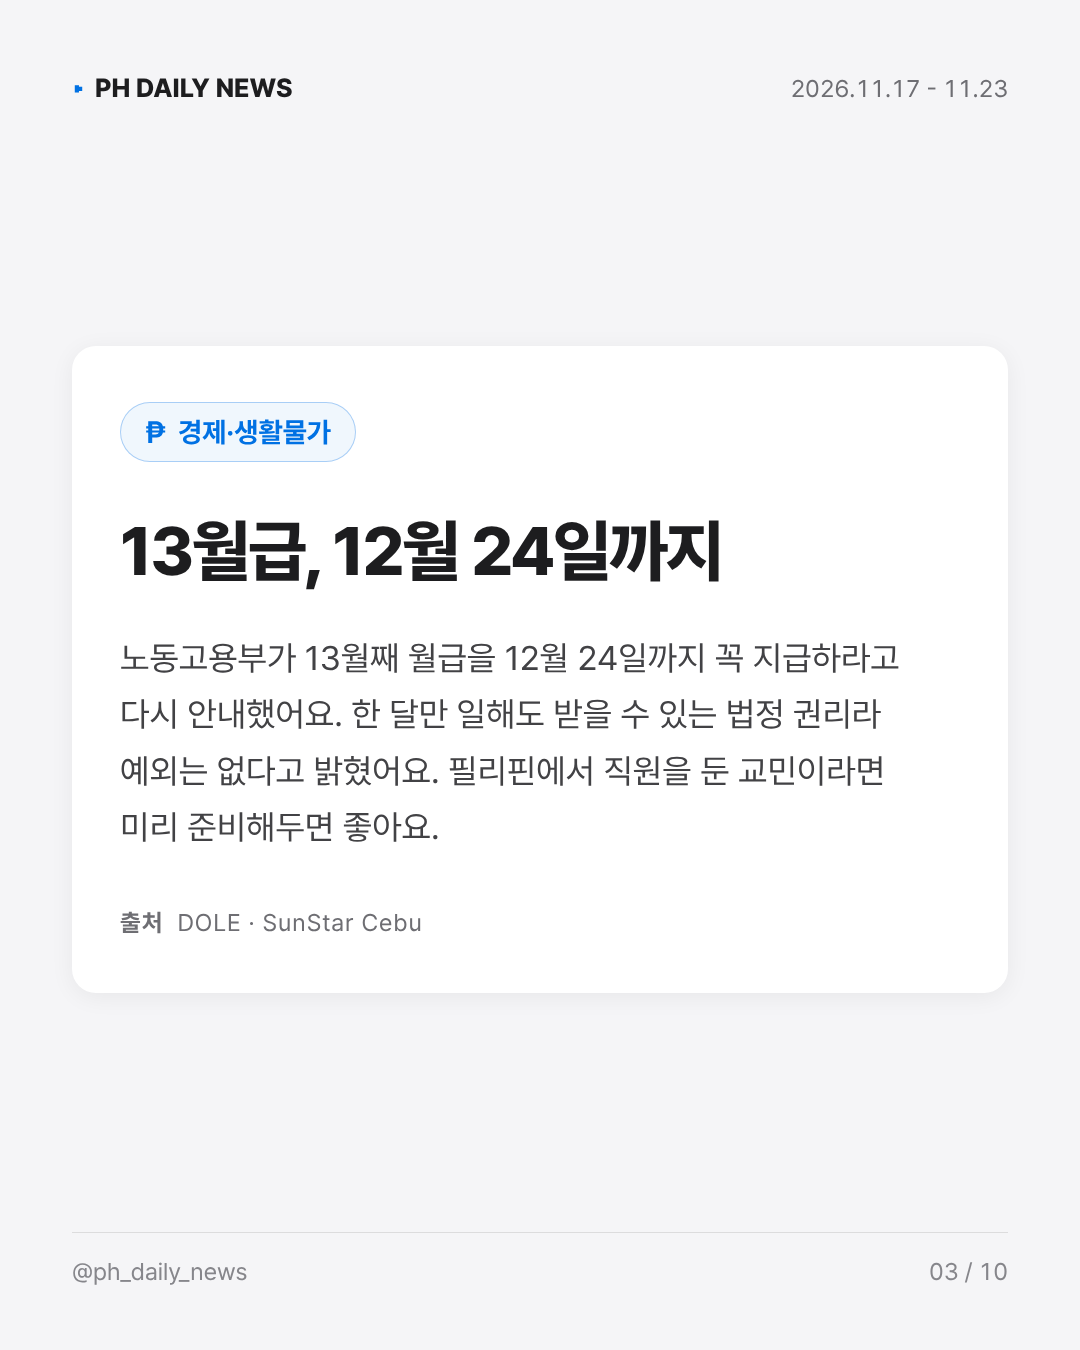 PH DAILY NEWS
2026.11.17 - 11.23
₱ 경제·생활물가
13월급, 12월 24일까지
노동고용부가 13월째 월급을 12월 24일까지 꼭 지급하라고
다시 안내했어요. 한 달만 일해도 받을 수 있는 법정 권리라
예외는 없다고 밝혔어요. 필리핀에서 직원을 둔 교민이라면
미리 준비해두면 좋아요.
출처 DOLE · SunStar Cebu
@ph_daily_news
03 / 10